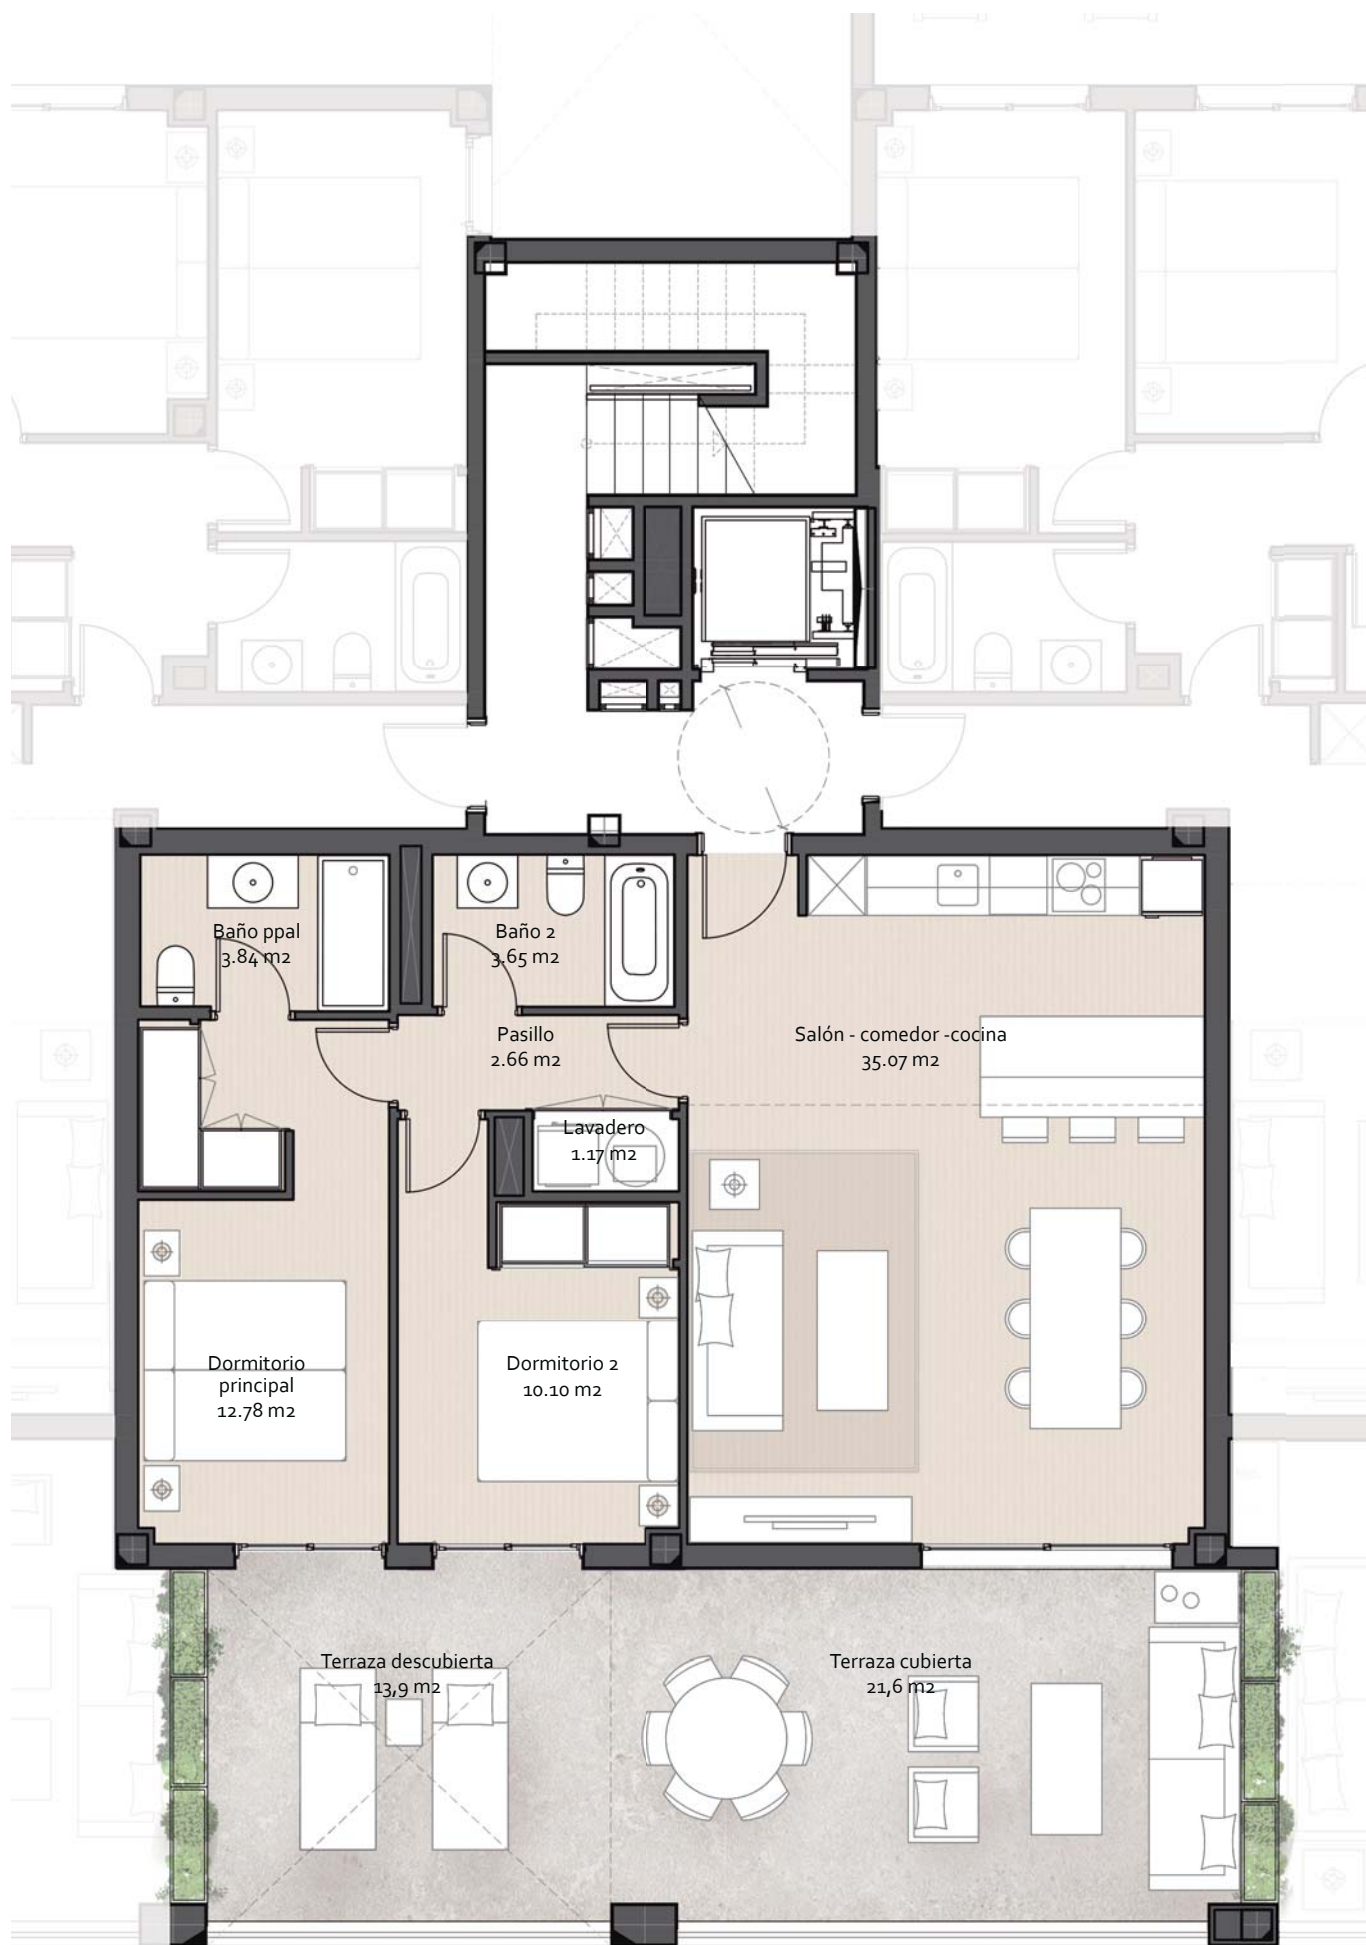 Baño ppal
3.84 m2
Baño 2
3.65 m2
Pasillo
2.66 m2
Salón - comedor -cocina
35.07 m2
Lavadero
1.17 m2
Dormitorio
principal
12.78 m2
Dormitorio 2
10.10 m2
Terraza descubierta
13,9 m2
Terraza cubierta
21,6 m2